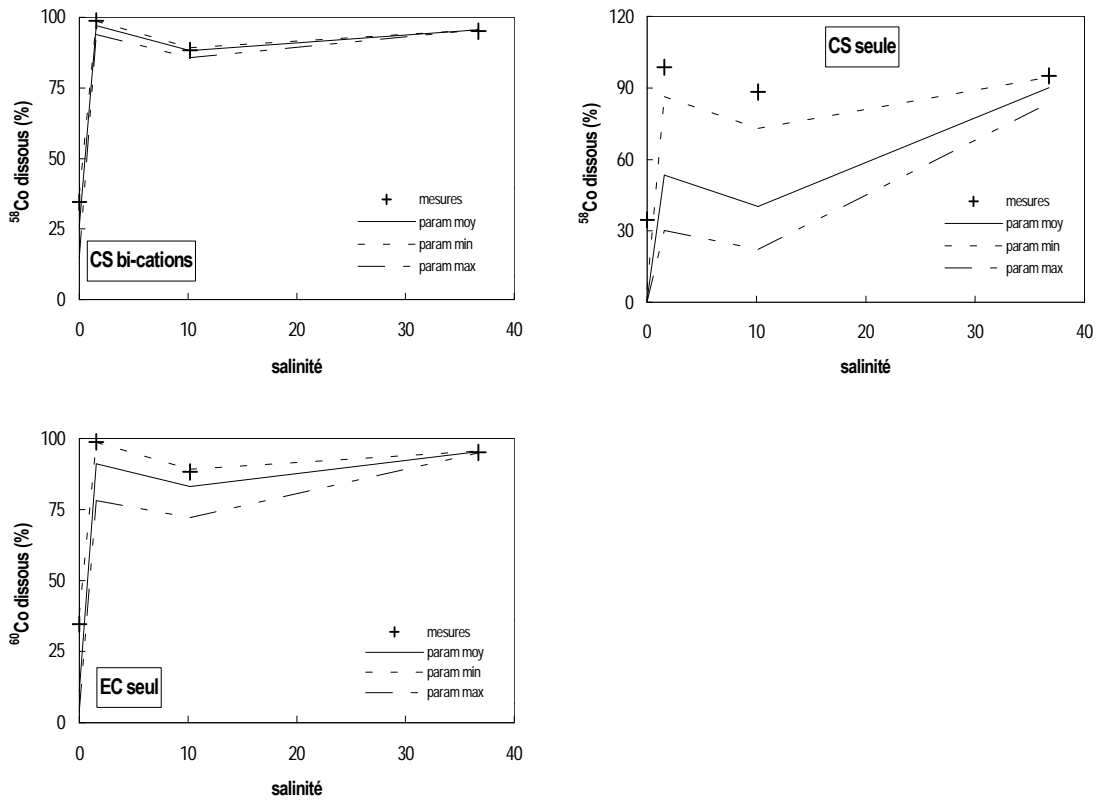 100
75
50
25
0
⁵⁸Co dissous (%)
CS bi-cations
mesures
param moy
param min
param max
0 10 20 30 40
salinité
120
90
60
30
0
⁵⁸Co dissous (%)
CS seule
mesures
param moy
param min
param max
0 10 20 30 40
salinité
100
75
50
25
0
⁶⁰Co dissous (%)
EC seul
mesures
param moy
param min
param max
0 10 20 30 40
salinité